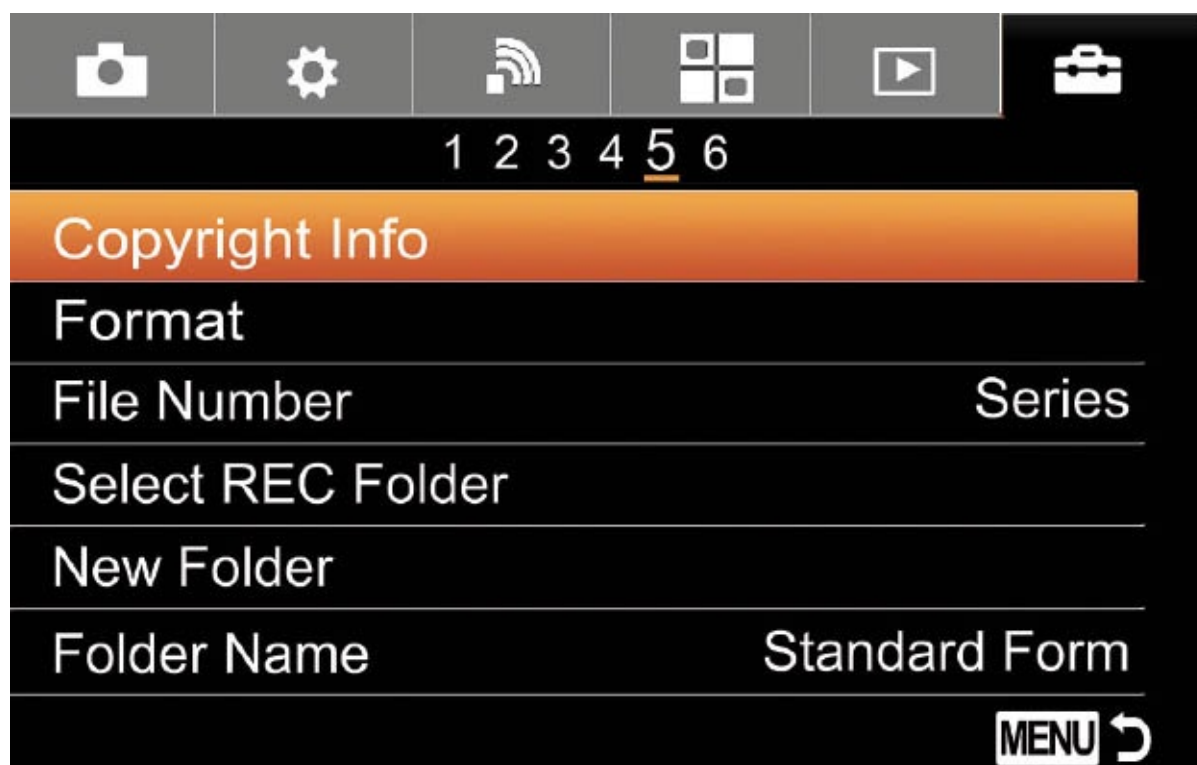 1 2 3 4 5 6
Copyright Info
Format
File Number Series
Select REC Folder
New Folder
Folder Name Standard Form
MENU